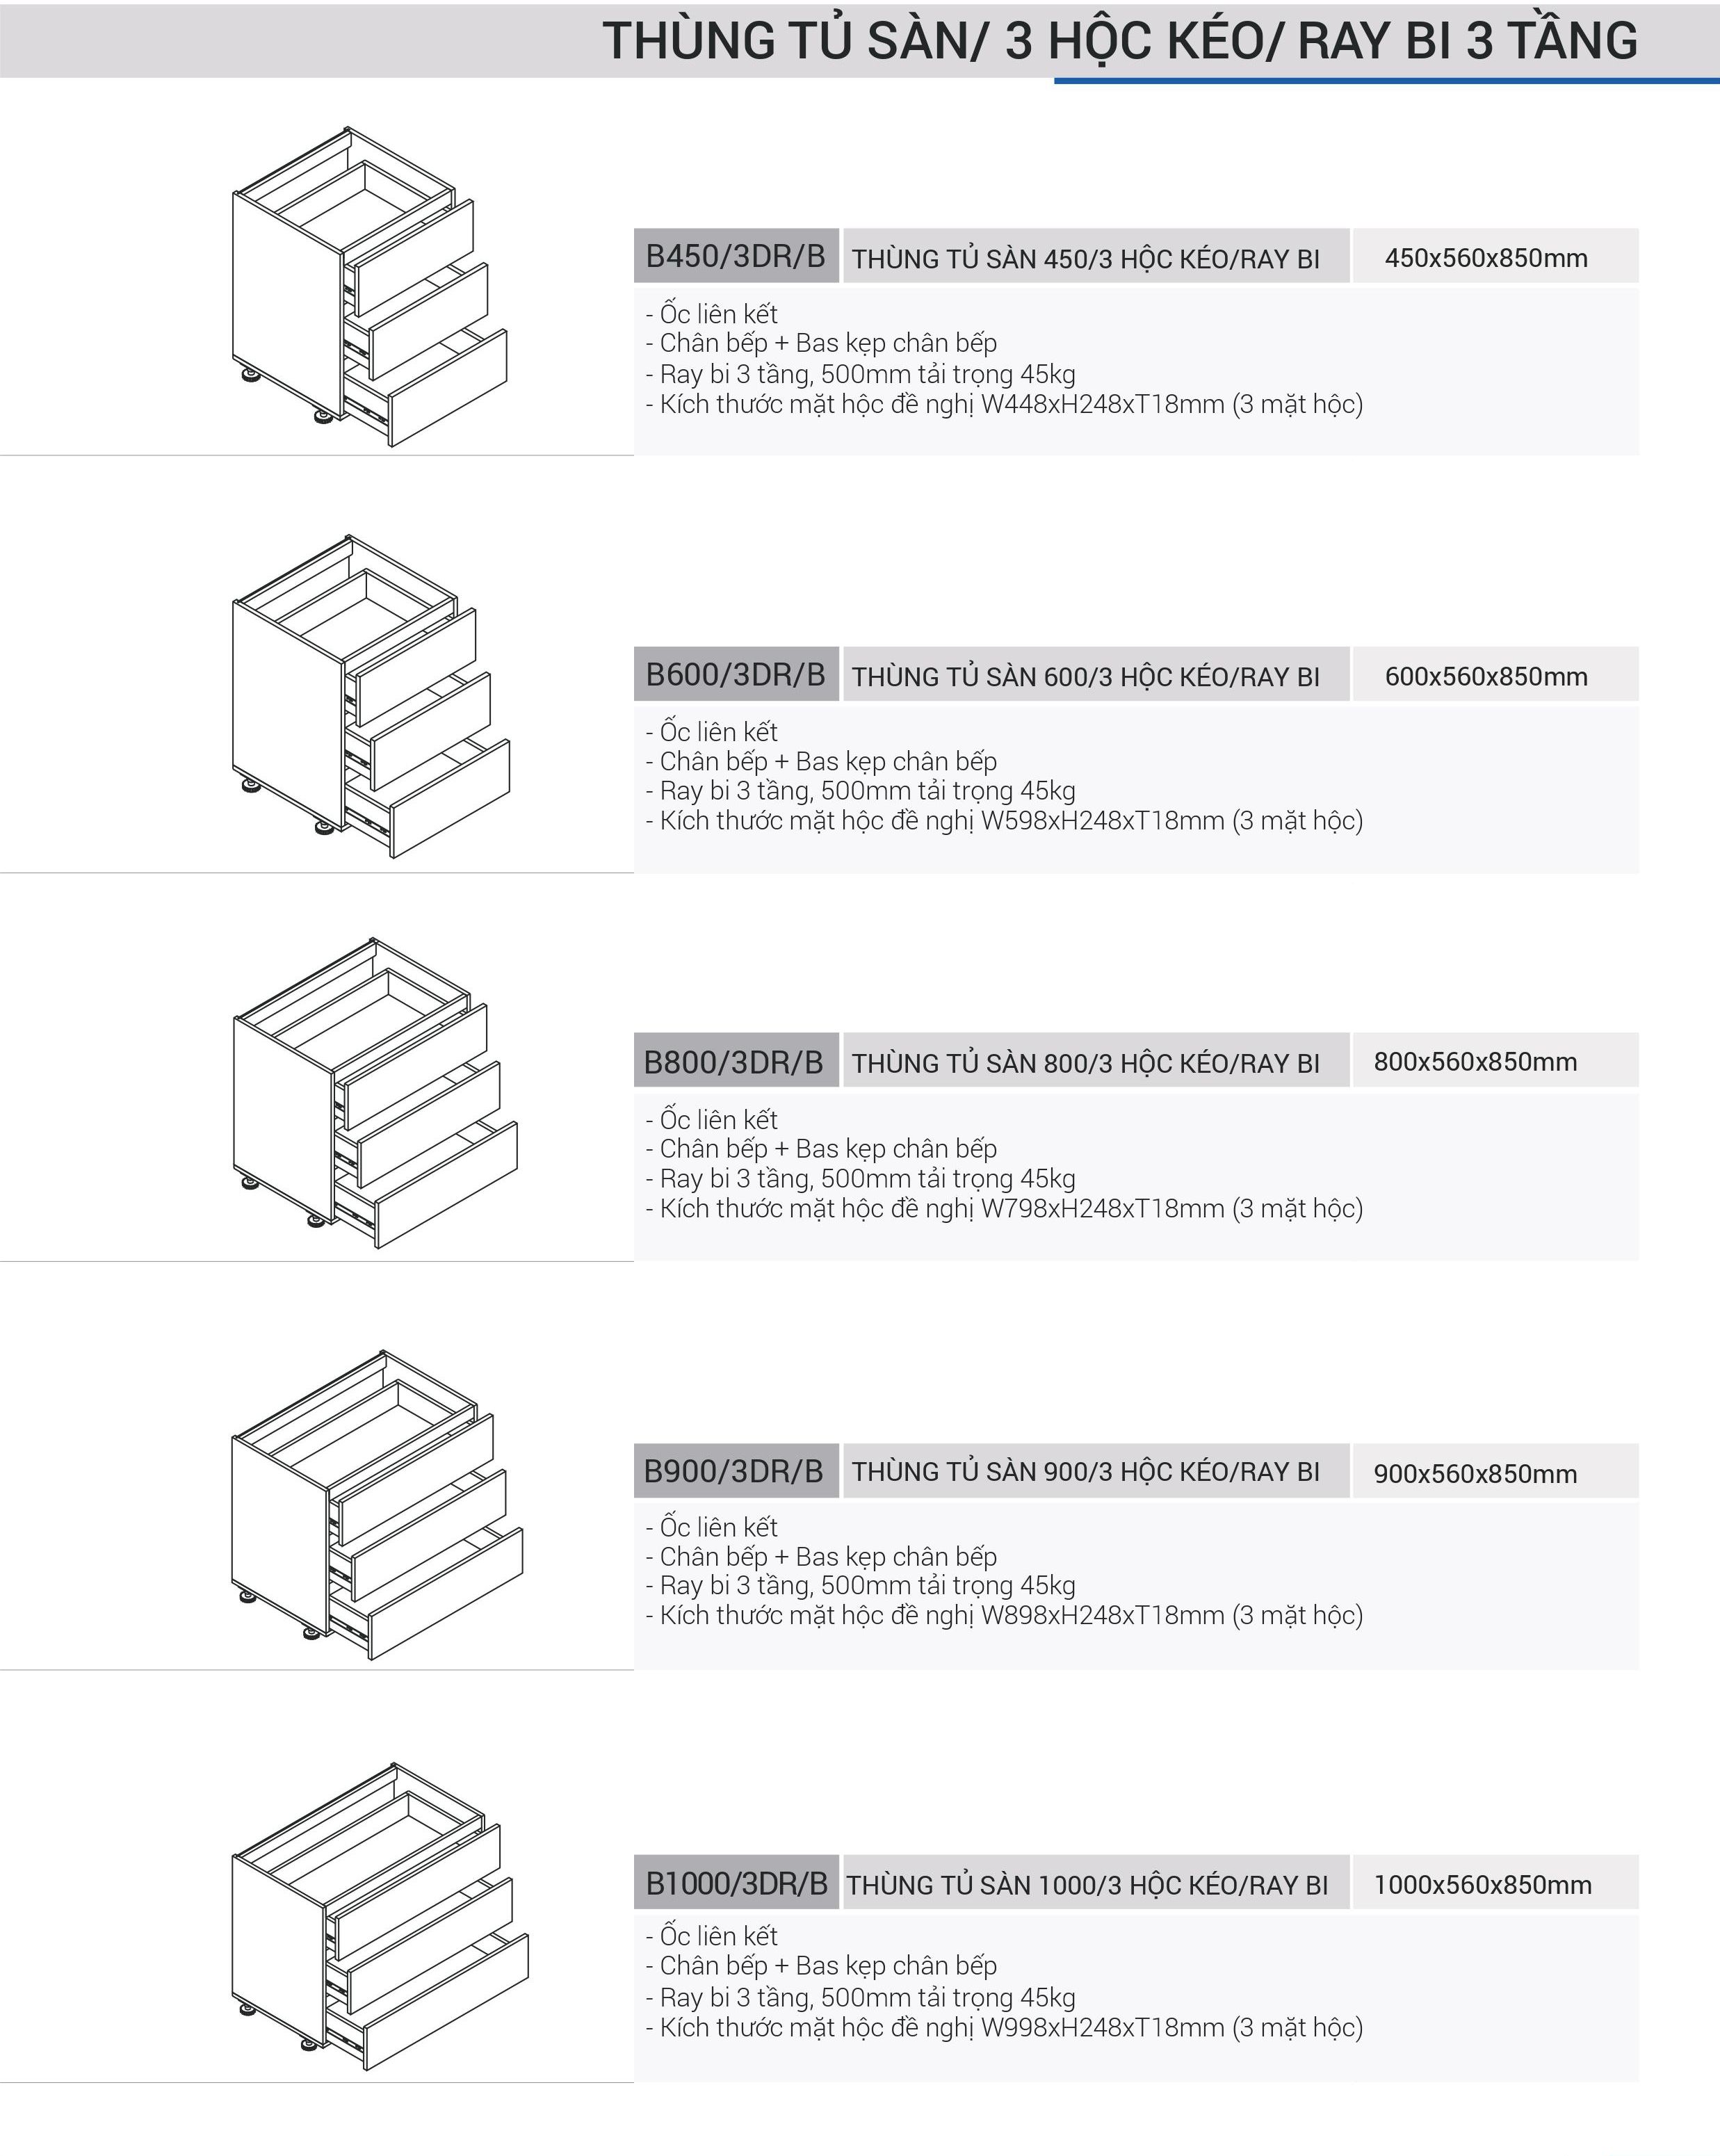 THÙNG TỦ SÀN/ 3 HỘC KÉO/ RAY BI 3 TẦNG
B450/3DR/B THÙNG TỦ SÀN 450/3 HỘC KÉO/RAY BI 450x560x850mm
- Ốc liên kết
- Chân bếp + Bas kẹp chân bếp
- Ray bi 3 tầng, 500mm tải trọng 45kg
- Kích thước mặt hộc đề nghị W448xH248xT18mm (3 mặt hộc)
B600/3DR/B THÙNG TỦ SÀN 600/3 HỘC KÉO/RAY BI 600x560x850mm
- Ốc liên kết
- Chân bếp + Bas kẹp chân bếp
- Ray bi 3 tầng, 500mm tải trọng 45kg
- Kích thước mặt hộc đề nghị W598xH248xT18mm (3 mặt hộc)
B800/3DR/B THÙNG TỦ SÀN 800/3 HỘC KÉO/RAY BI 800x560x850mm
- Ốc liên kết
- Chân bếp + Bas kẹp chân bếp
- Ray bi 3 tầng, 500mm tải trọng 45kg
- Kích thước mặt hộc đề nghị W798xH248xT18mm (3 mặt hộc)
B900/3DR/B THÙNG TỦ SÀN 900/3 HỘC KÉO/RAY BI 900x560x850mm
- Ốc liên kết
- Chân bếp + Bas kẹp chân bếp
- Ray bi 3 tầng, 500mm tải trọng 45kg
- Kích thước mặt hộc đề nghị W898xH248xT18mm (3 mặt hộc)
B1000/3DR/B THÙNG TỦ SÀN 1000/3 HỘC KÉO/RAY BI 1000x560x850mm
- Ốc liên kết
- Chân bếp + Bas kẹp chân bếp
- Ray bi 3 tầng, 500mm tải trọng 45kg
- Kích thước mặt hộc đề nghị W998xH248xT18mm (3 mặt hộc)